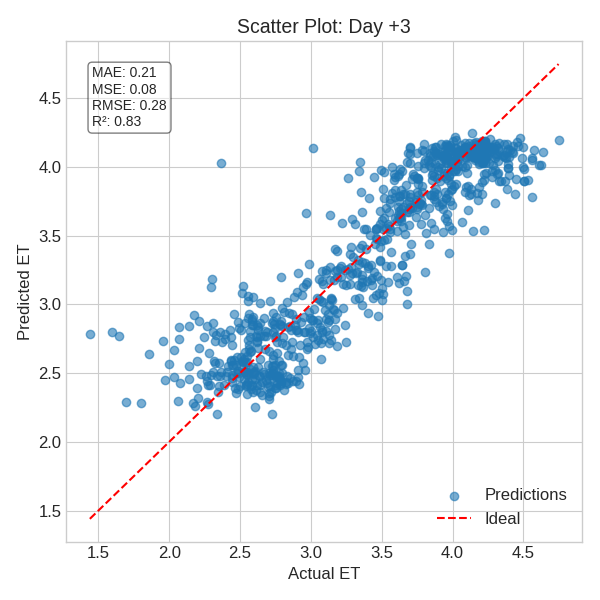 Scatter Plot: Day +3
MAE: 0.21
MSE: 0.08
RMSE: 0.28
R²: 0.83
Predicted ET
4.5
4.0
3.5
3.0
2.5
2.0
1.5
Predictions
Ideal
1.5 2.0 2.5 3.0 3.5 4.0 4.5
Actual ET